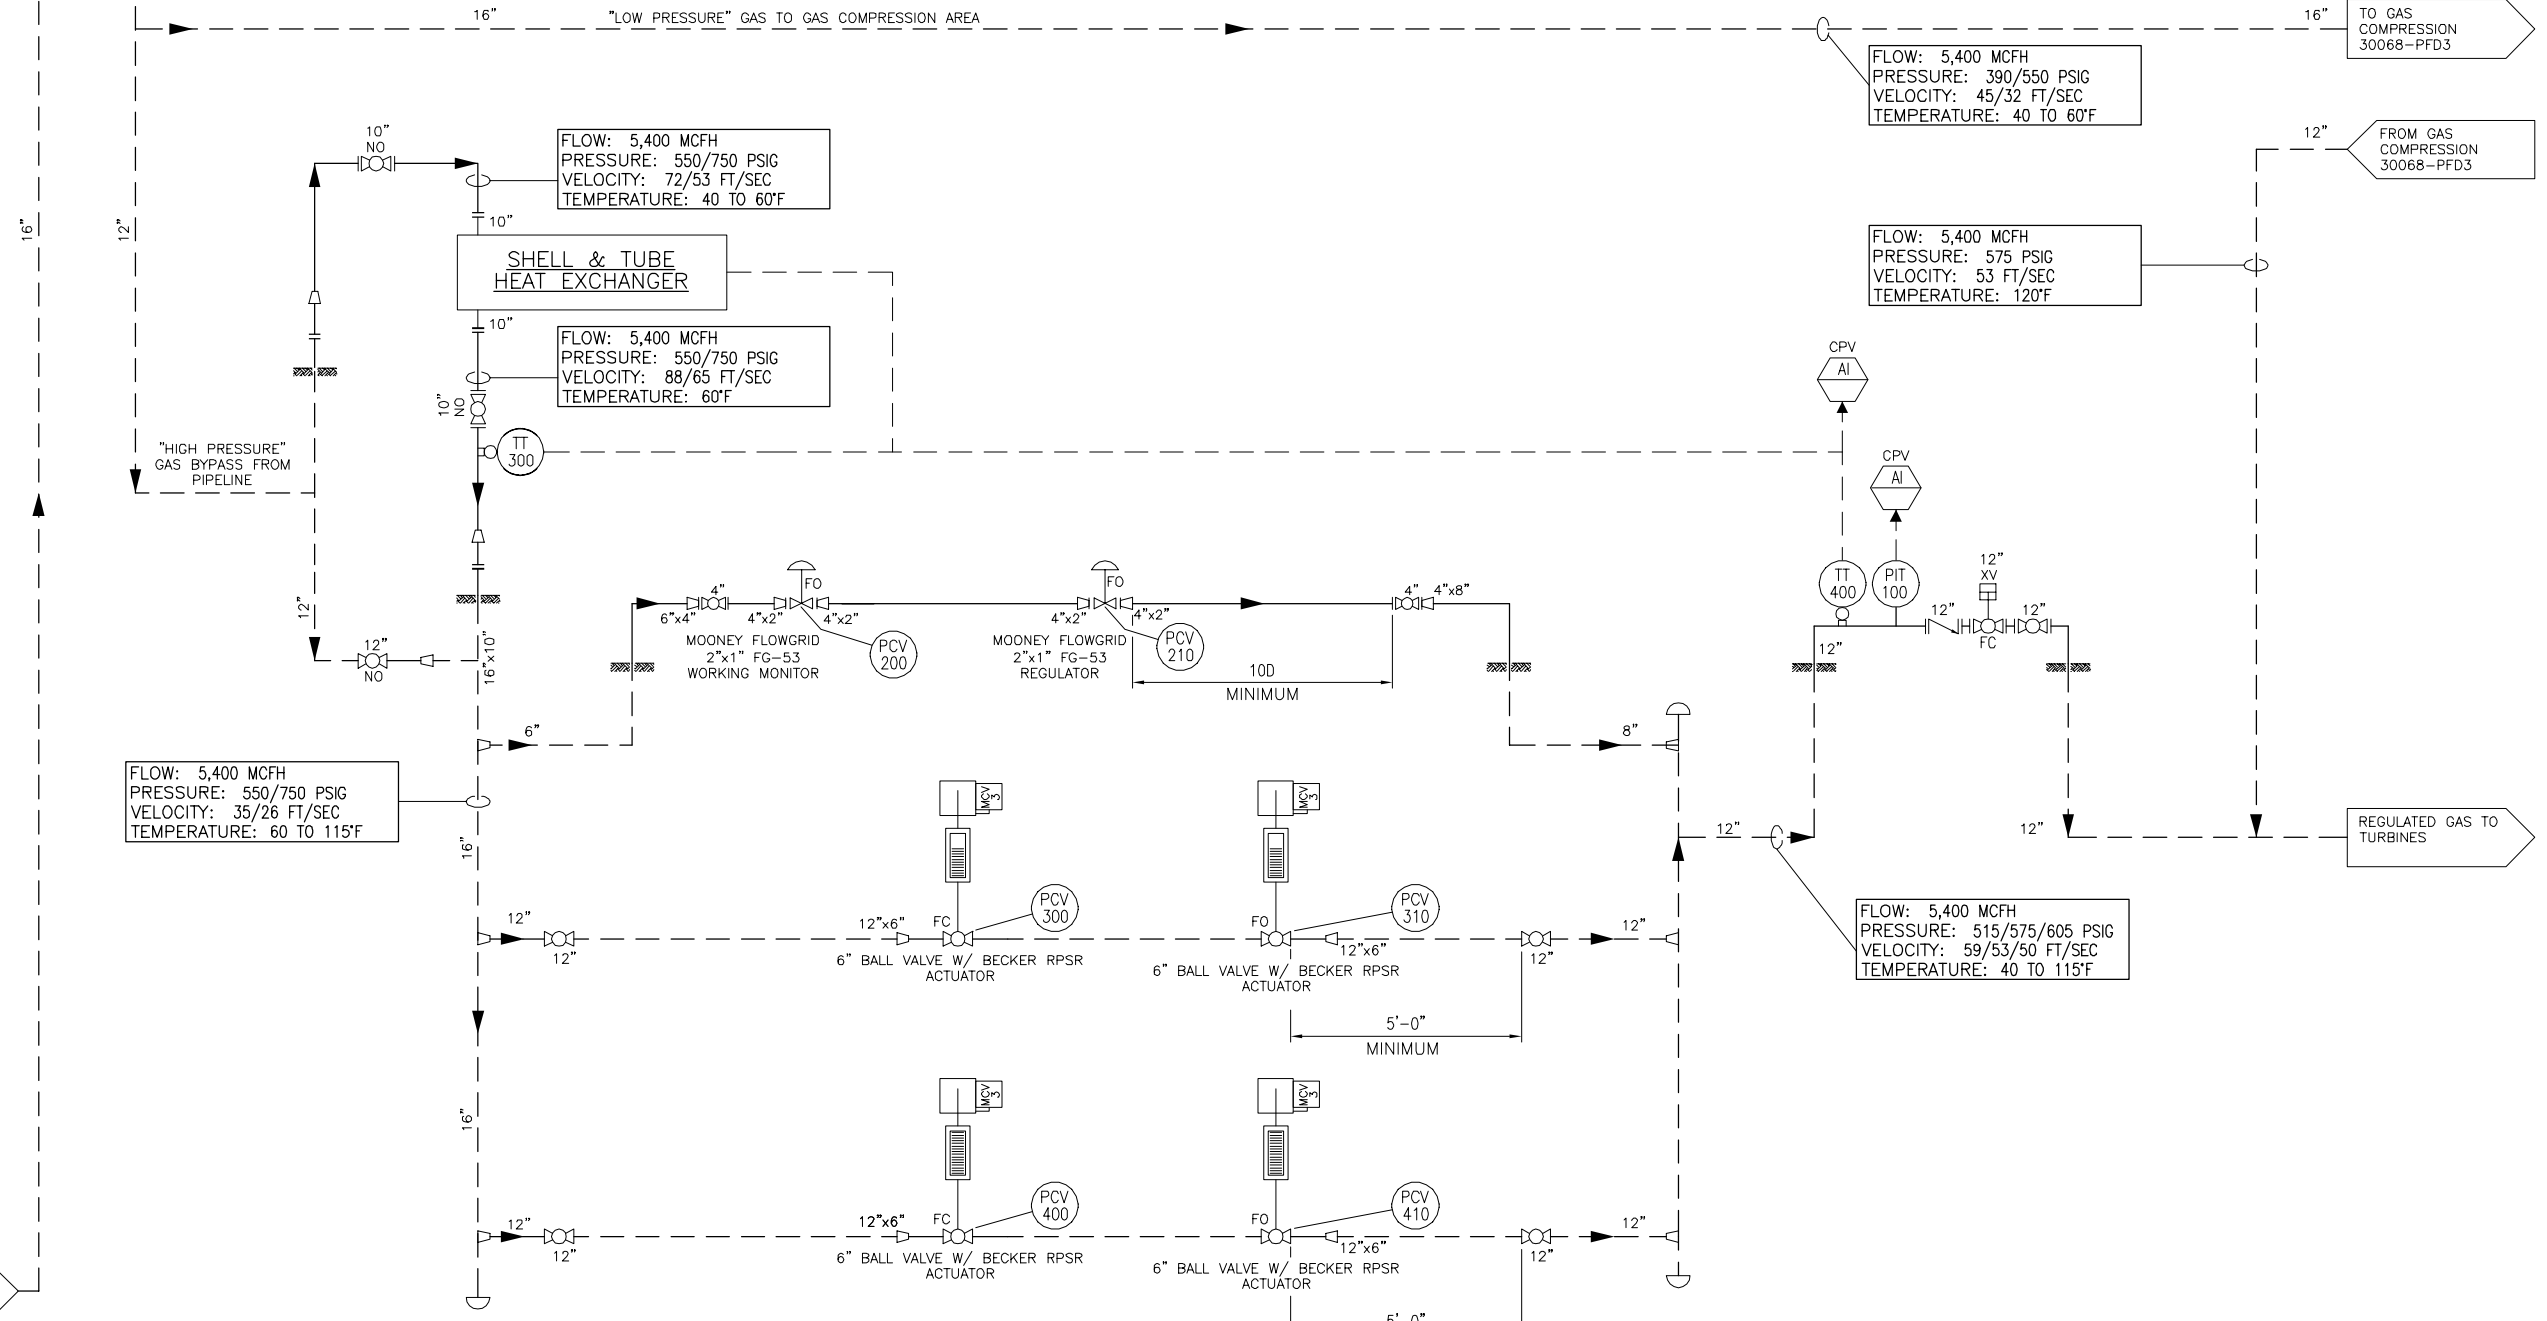 16"
"LOW PRESSURE" GAS TO GAS COMPRESSION AREA
16"
TO GAS
COMPRESSION
30068-PFD3
FLOW: 5,400 MCFH
PRESSURE: 390/550 PSIG
VELOCITY: 45/32 FT/SEC
TEMPERATURE: 40 TO 60°F
12"
FROM GAS
COMPRESSION
30068-PFD3
10"
NO
FLOW: 5,400 MCFH
PRESSURE: 550/750 PSIG
VELOCITY: 72/53 FT/SEC
TEMPERATURE: 40 TO 60°F
16"
12"
10"
SHELL & TUBE
HEAT EXCHANGER
10"
FLOW: 5,400 MCFH
PRESSURE: 575 PSIG
VELOCITY: 53 FT/SEC
TEMPERATURE: 120°F
FLOW: 5,400 MCFH
PRESSURE: 550/750 PSIG
VELOCITY: 88/65 FT/SEC
TEMPERATURE: 60°F
10"
NO
TT
300
CPV
AI
CPV
AI
"HIGH PRESSURE"
GAS BYPASS FROM
PIPELINE
12"
12"
NO
16"x10"
6"x4"
4"
4"x2"
FO
4"x2"
MOONEY FLOWGRID
2"x1" FG-53
WORKING MONITOR
PCV
200
4"x2"
FO
4"x2"
MOONEY FLOWGRID
2"x1" FG-53
REGULATOR
PCV
210
10D
MINIMUM
4"
4"x8"
TT
400
PIT
100
12"
12"
12"
XV
FC
12"
6"
8"
FLOW: 5,400 MCFH
PRESSURE: 550/750 PSIG
VELOCITY: 35/26 FT/SEC
TEMPERATURE: 60 TO 115°F
16"
MCV
3
MCV
3
12"
12"
REGULATED GAS TO
TURBINES
12"
12"
12"x6"
FC
PCV
300
6" BALL VALVE W/ BECKER RPSR
ACTUATOR
FO
PCV
310
12"x6"
6" BALL VALVE W/ BECKER RPSR
ACTUATOR
12"
12"
5'-0"
MINIMUM
FLOW: 5,400 MCFH
PRESSURE: 515/575/605 PSIG
VELOCITY: 59/53/50 FT/SEC
TEMPERATURE: 40 TO 115°F
16"
MCV
3
MCV
3
12"
12"
12"x6"
FC
PCV
400
6" BALL VALVE W/ BECKER RPSR
ACTUATOR
FO
PCV
410
12"x6"
6" BALL VALVE W/ BECKER RPSR
ACTUATOR
12"
12"
5'-0"